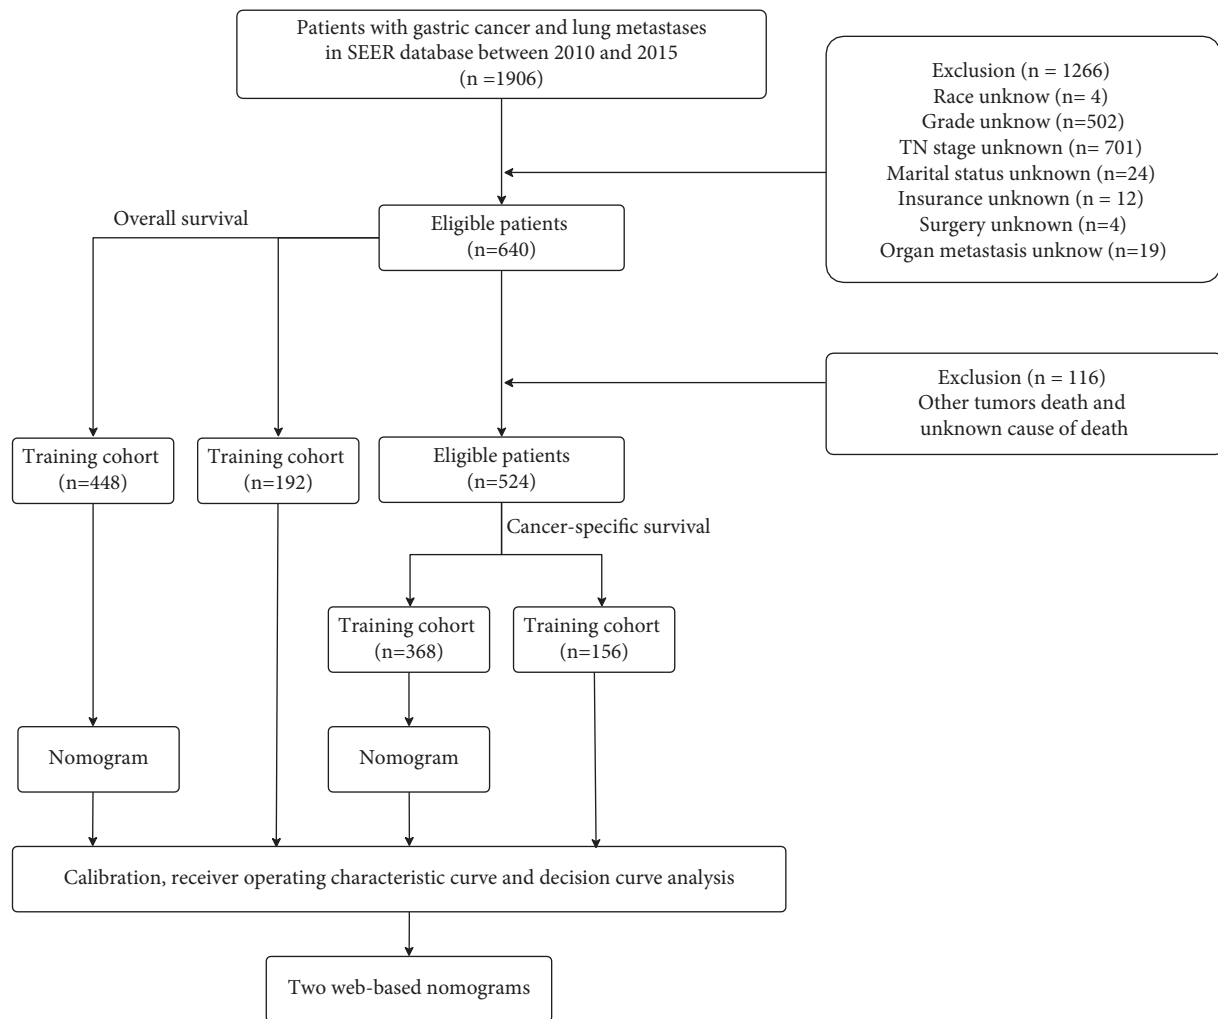 Patients with gastric cancer and lung metastases
in SEER database between 2010 and 2015
(n =1906)
Exclusion (n = 1266)
Race unknow (n= 4)
Grade unknow (n=502)
TN stage unknown (n= 701)
Marital status unknown (n=24)
Insurance unknown (n = 12)
Surgery unknown (n=4)
Organ metastasis unknow (n=19)
Overall survival
Eligible patients
(n=640)
Exclusion (n = 116)
Other tumors death and
unknown cause of death
Training cohort
(n=448)
Training cohort
(n=192)
Eligible patients
(n=524)
Cancer-specific survival
Training cohort
(n=368)
Training cohort
(n=156)
Nomogram
Nomogram
Calibration, receiver operating characteristic curve and decision curve analysis
Two web-based nomograms